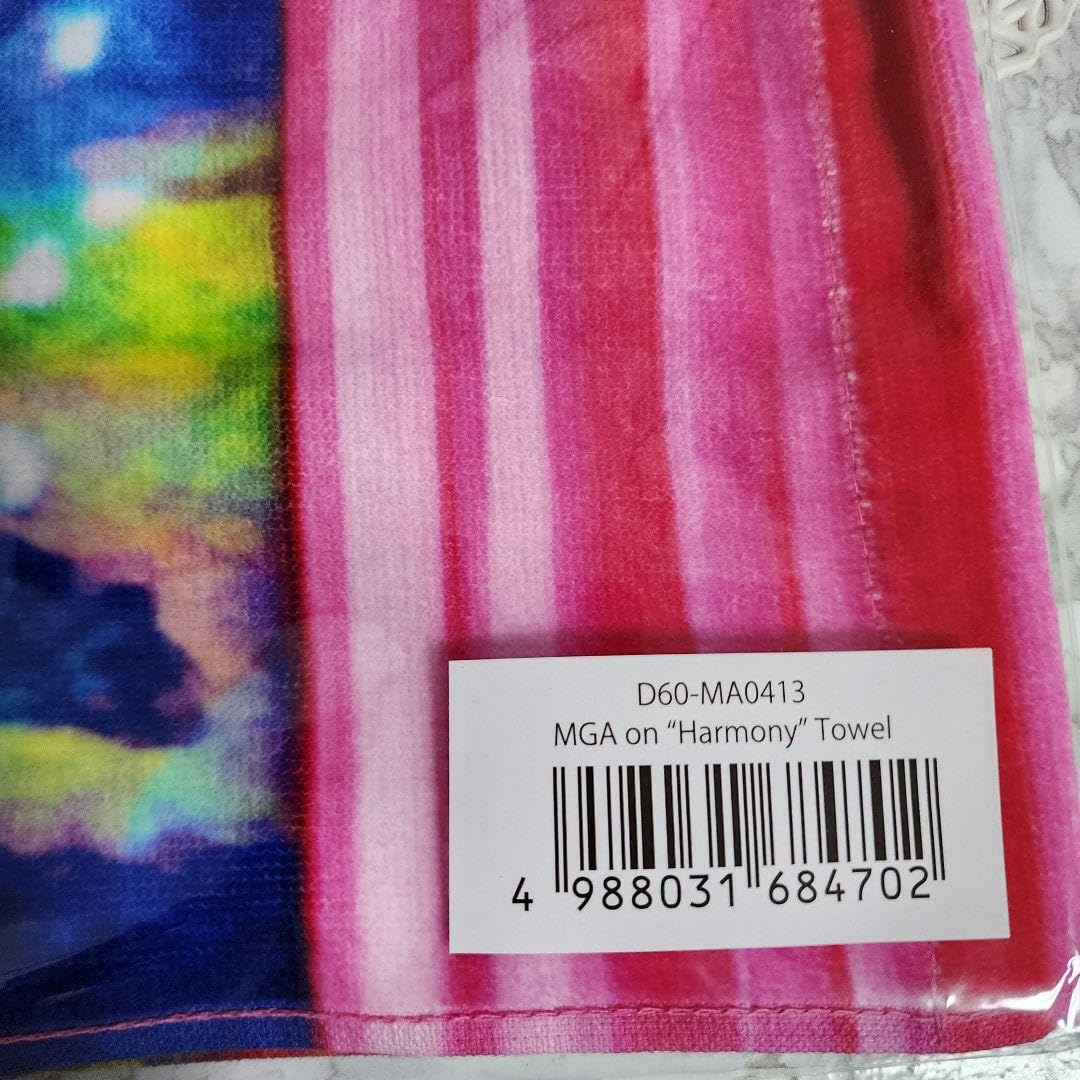 D60-MA0413
MGA on “Harmony” Towel
4 988031 684702